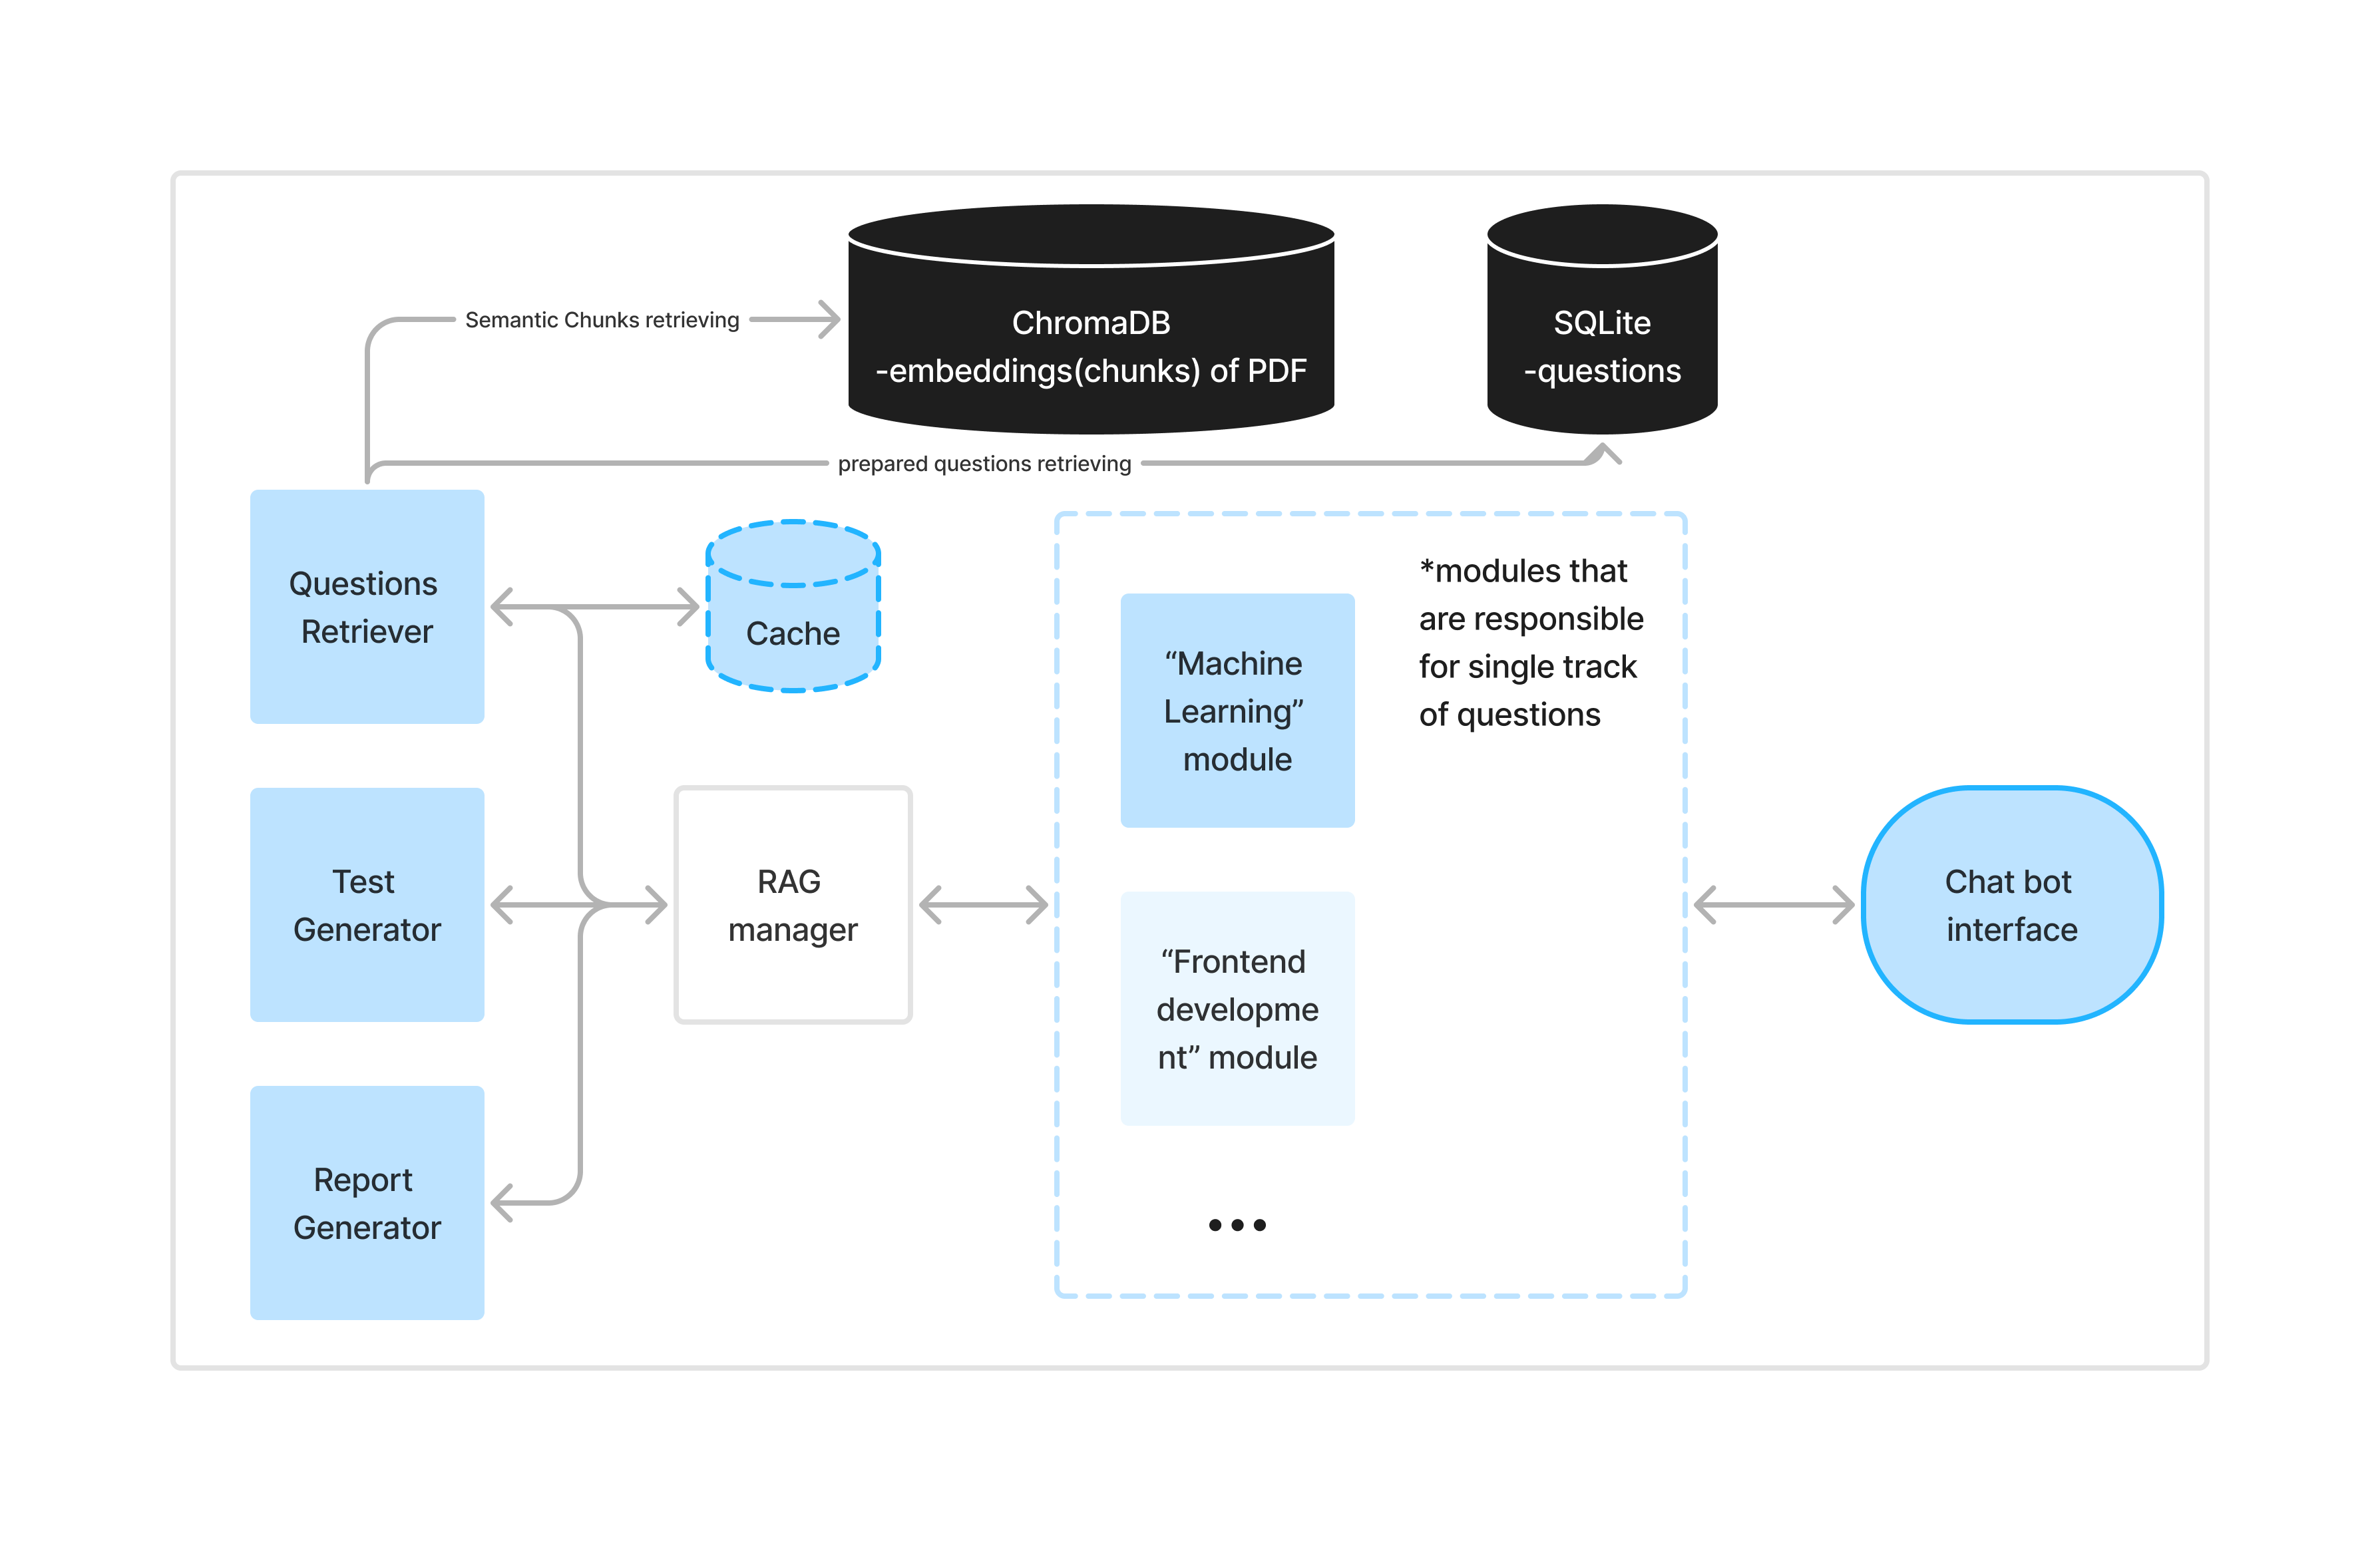 ChromaDB
-embeddings(chunks) of PDF
SQLite
-questions
Semantic Chunks retrieving
prepared questions retrieving
Questions
Retriever
Cache
*modules that
are responsible
for single track
of questions
“Machine
Learning”
module
Test
Generator
RAG
manager
Chat bot
interface
“Frontend
developme
nt” module
Report
Generator